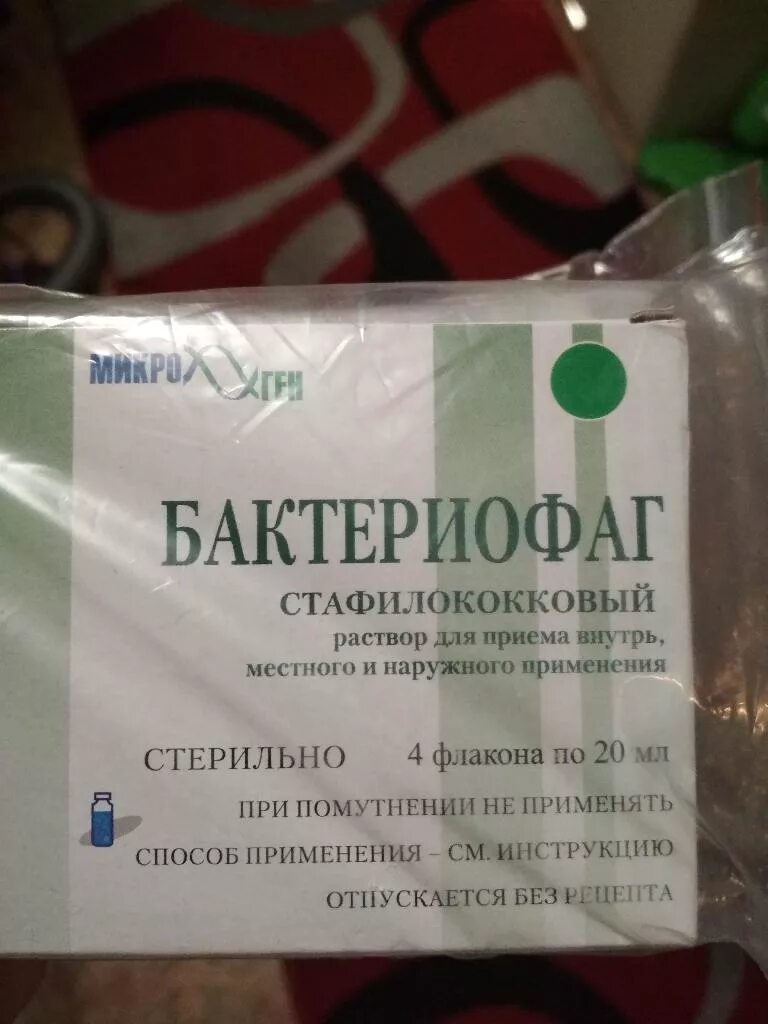 МИКРОГЕН
БАКТЕРИОФАГ
СТАФИЛОКОККОВЫЙ
раствор для приема внутрь,
местного и наружного применения
СТЕРИЛЬНО 4 флакона по 20 мл
ПРИ ПОМУТНЕНИИ НЕ ПРИМЕНЯТЬ
СПОСОБ ПРИМЕНЕНИЯ – СМ. ИНСТРУКЦИЮ
ОТПУСКАЕТСЯ БЕЗ РЕЦЕПТА